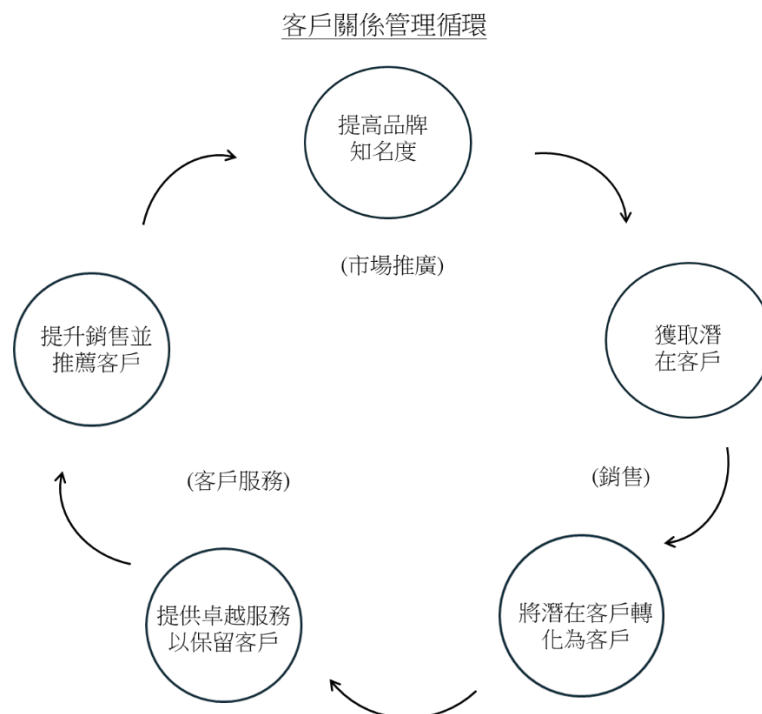 客戶關係管理循環
提高品牌
知名度
(市場推廣)
獲取潛
在客戶
(銷售)
將潛在客戶轉
化為客戶
提供卓越服務
以保留客戶
(客戶服務)
提升銷售並
推薦客戶